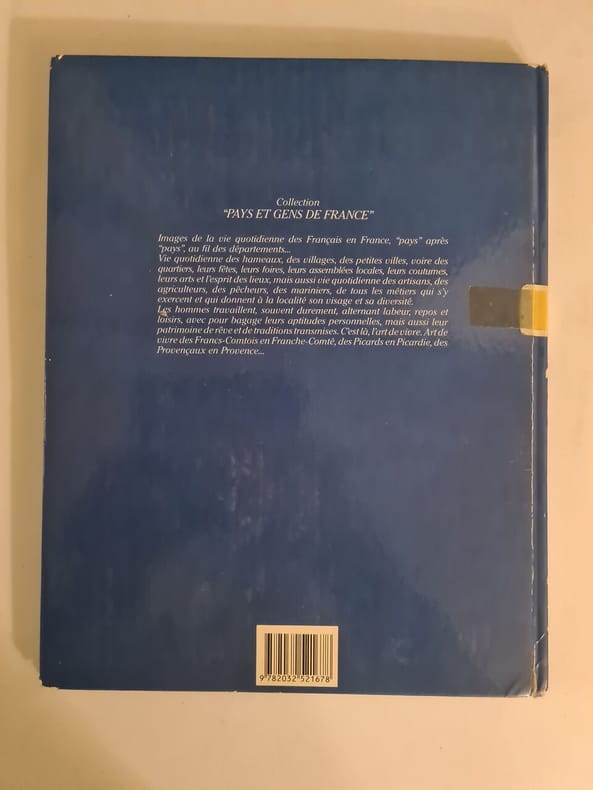 Collection
"PAYS ET GENS DE FRANCE"
Images de la vie quotidienne des Français en France, "pays" après
"pays", au fil des départements...
Vie quotidienne des hameaux, des villages, des petites villes, voire des
quartiers, leurs fêtes, leurs foires, leurs assemblées locales, leurs coutumes,
leurs arts et l'esprit des lieux, mais aussi vie quotidienne des artisans, des
agriculteurs, des pêcheurs, des mariniers, de tous les métiers qui s'y
exercent et qui donnent à la localité son visage et sa diversité.
Les hommes travaillent, souvent durement, alternant labeur, repos et
loisirs, avec pour bagage leurs aptitudes personnelles, mais aussi leur
patrimoine de rêve et de traditions transmises. C'est là, l'art de vivre. Art de
vivre des Francs-Comtois en Franche-Comté, des Picards en Picardie, des
Provençaux en Provence...
9 782032 521678